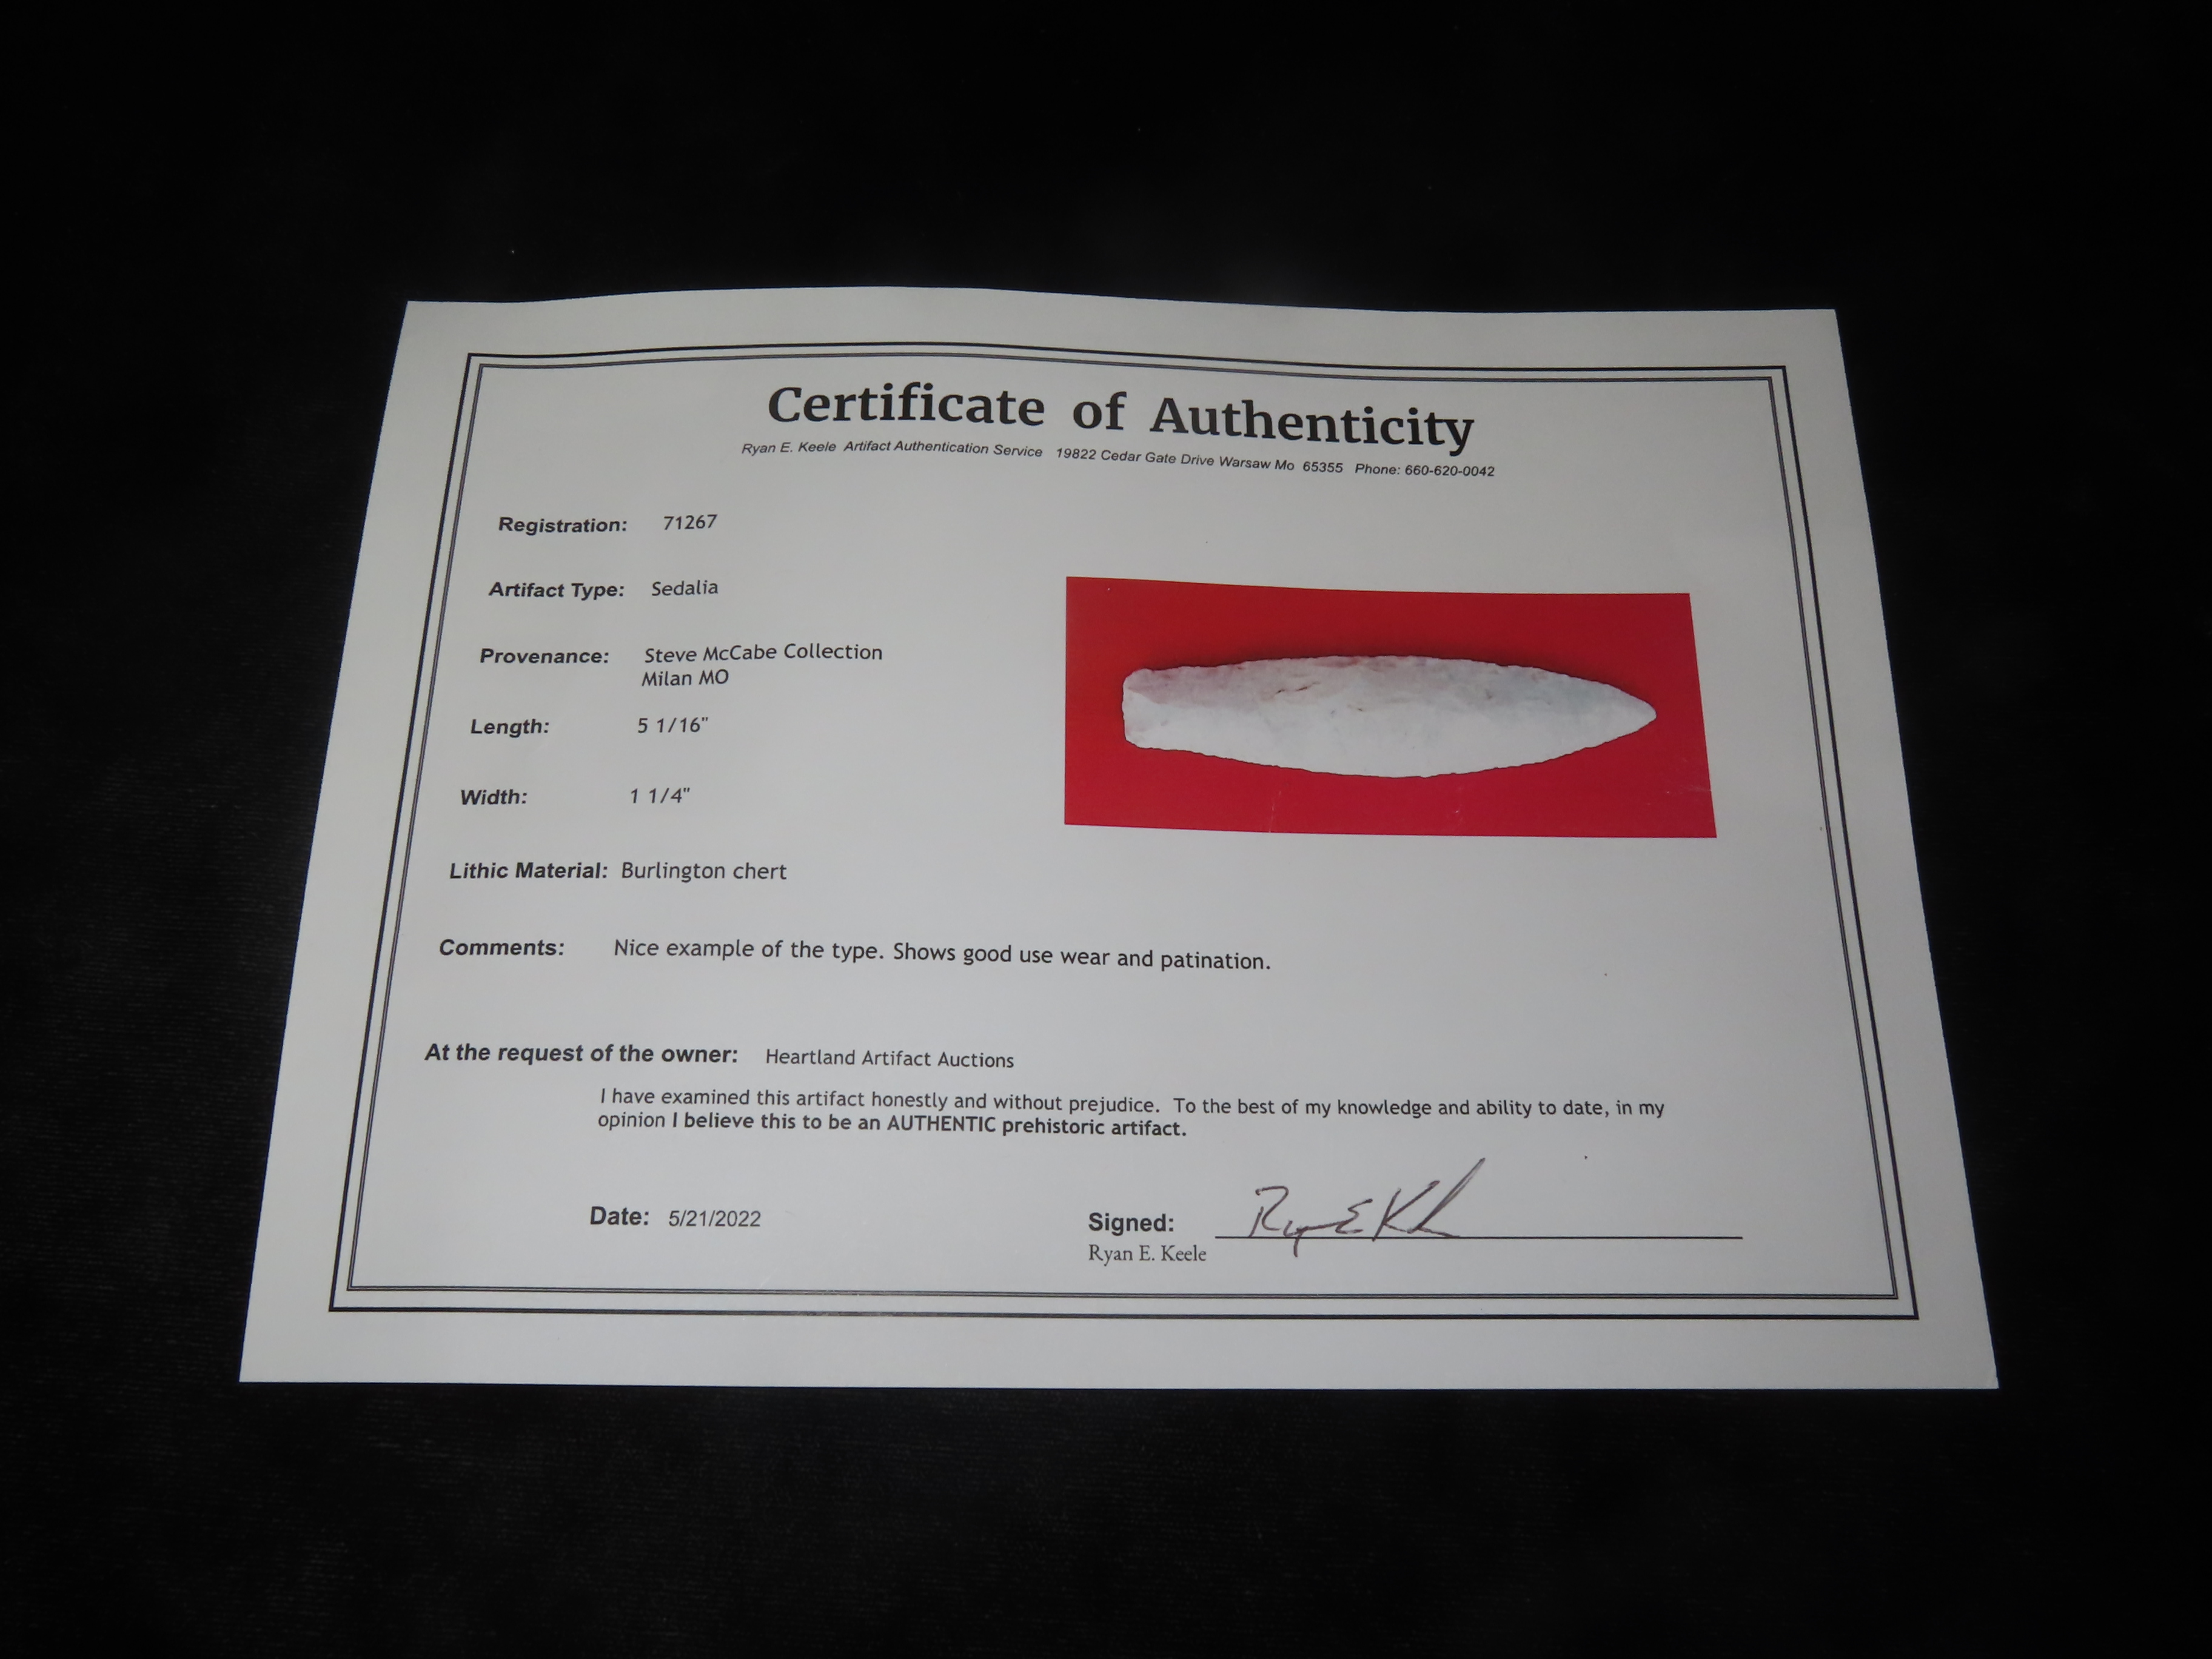 Certificate of Authenticity
Ryan E. Keele Artifact Authentication Service 19822 Cedar Gate Drive Warsaw Mo 65355 Phone: 660-620-0042
Registration: 71267
Artifact Type: Sedalia
Provenance: Steve McCabe Collection
Milan MO
Length: 5 1/16"
Width: 1 1/4"
Lithic Material: Burlington chert
Comments: Nice example of the type. Shows good use wear and patination.
At the request of the owner: Heartland Artifact Auctions
I have examined this artifact honestly and without prejudice. To the best of my knowledge and ability to date, in my
opinion I believe this to be an AUTHENTIC prehistoric artifact.
Date: 5/21/2022
Signed:
Ryan E. Keele